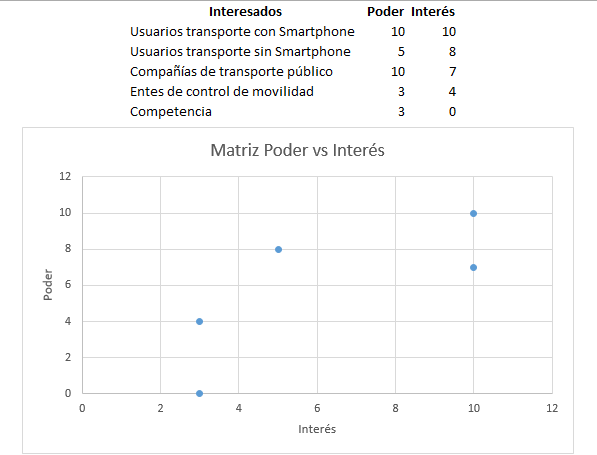 Interesados Poder Interés
Usuarios transporte con Smartphone 10 10
Usuarios transporte sin Smartphone 5 8
Compañías de transporte público 10 7
Entes de control de movilidad 3 4
Competencia 3 0
Matriz Poder vs Interés
12
10
8
6
4
2
0
Poder
0 2 4 6 8 10 12
Interés